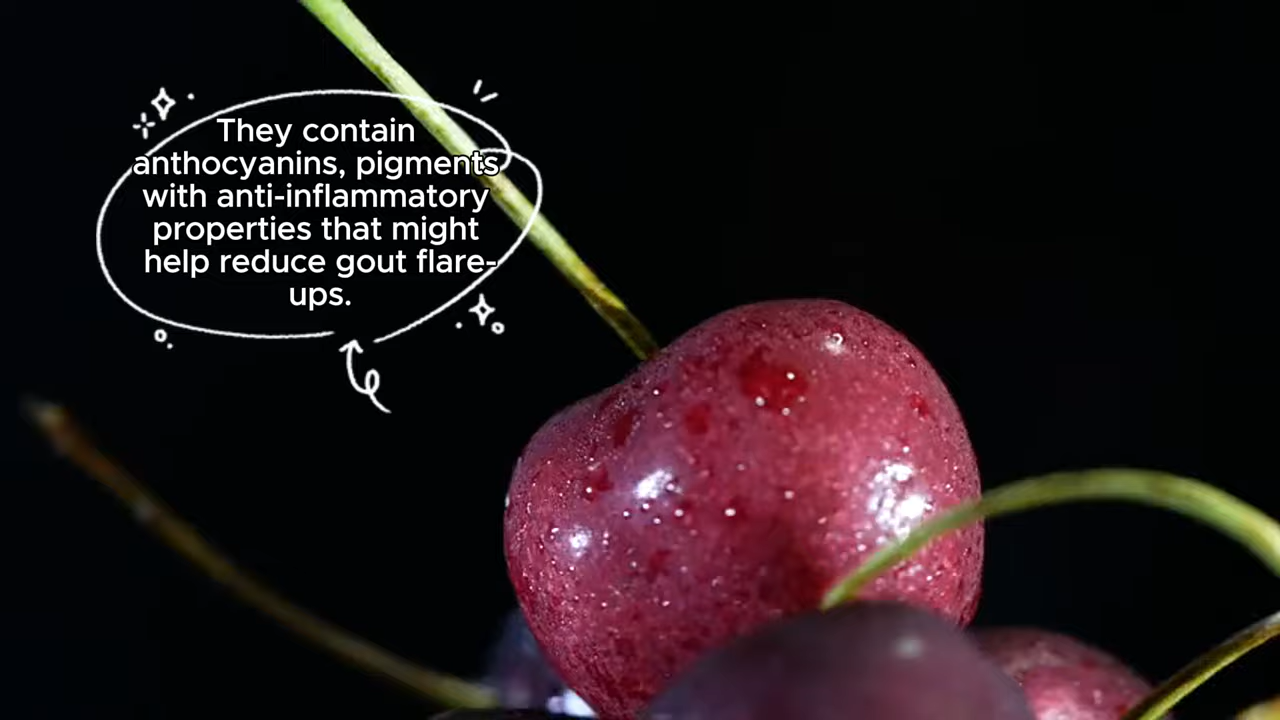 They contain
anthocyanins, pigments
with anti-inflammatory
properties that might
help reduce gout flare-
ups.